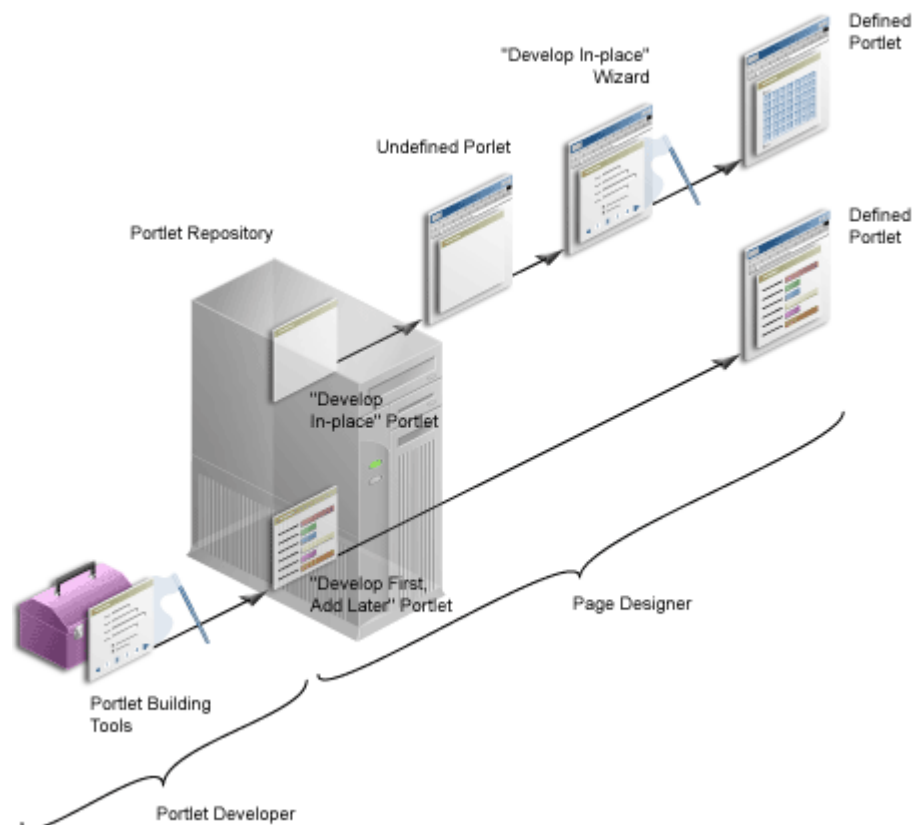 Defined
Portlet
"Develop In-place"
Wizard
Undefined Porlet
Defined
Portlet
Portlet Repository
"Develop
In-place" Portlet
"Develop First,
Add Later" Portlet
Page Designer
Portlet Building
Tools
Portlet Developer